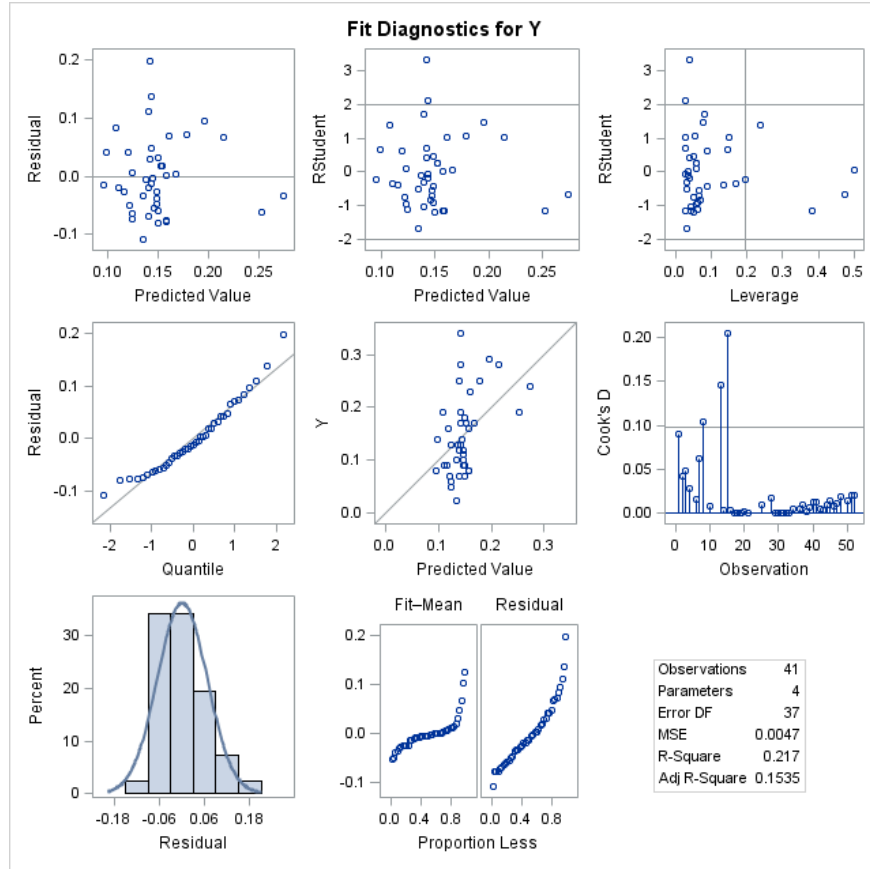 Fit Diagnostics for Y
0.2
0.1
0.0
-0.1
Residual
0.10 0.15 0.20 0.25
Predicted Value
3
2
1
0
-1
-2
RStudent
0.10 0.15 0.20 0.25
Predicted Value
3
2
1
0
-1
-2
RStudent
0.0 0.1 0.2 0.3 0.4 0.5
Leverage
0.2
0.1
0.0
-0.1
Residual
-2 -1 0 1 2
Quantile
0.3
0.2
0.1
0.0
Y
0.0 0.1 0.2 0.3
Predicted Value
0.20
0.15
0.10
0.05
0.00
Cook's D
0 10 20 30 40 50
Observation
30
20
10
0
Percent
-0.18 -0.06 0.06 0.18
Residual
Fit–Mean Residual
0.2
0.1
0.0
-0.1
0.0 0.4 0.8 0.0 0.4 0.8
Proportion Less
Observations 41
Parameters 4
Error DF 37
MSE 0.0047
R-Square 0.217
Adj R-Square 0.1535